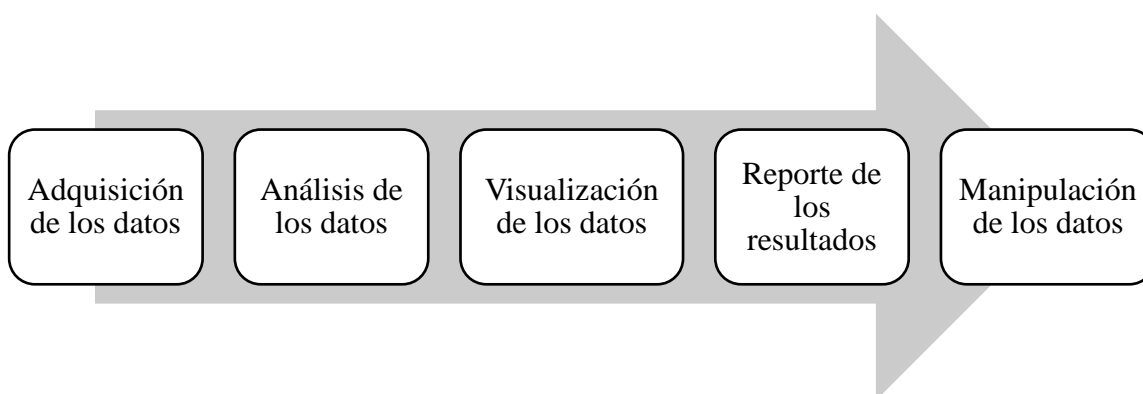 Adquisición
de los datos
Análisis de
los datos
Visualización
de los datos
Reporte de
los
resultados
Manipulación
de los datos